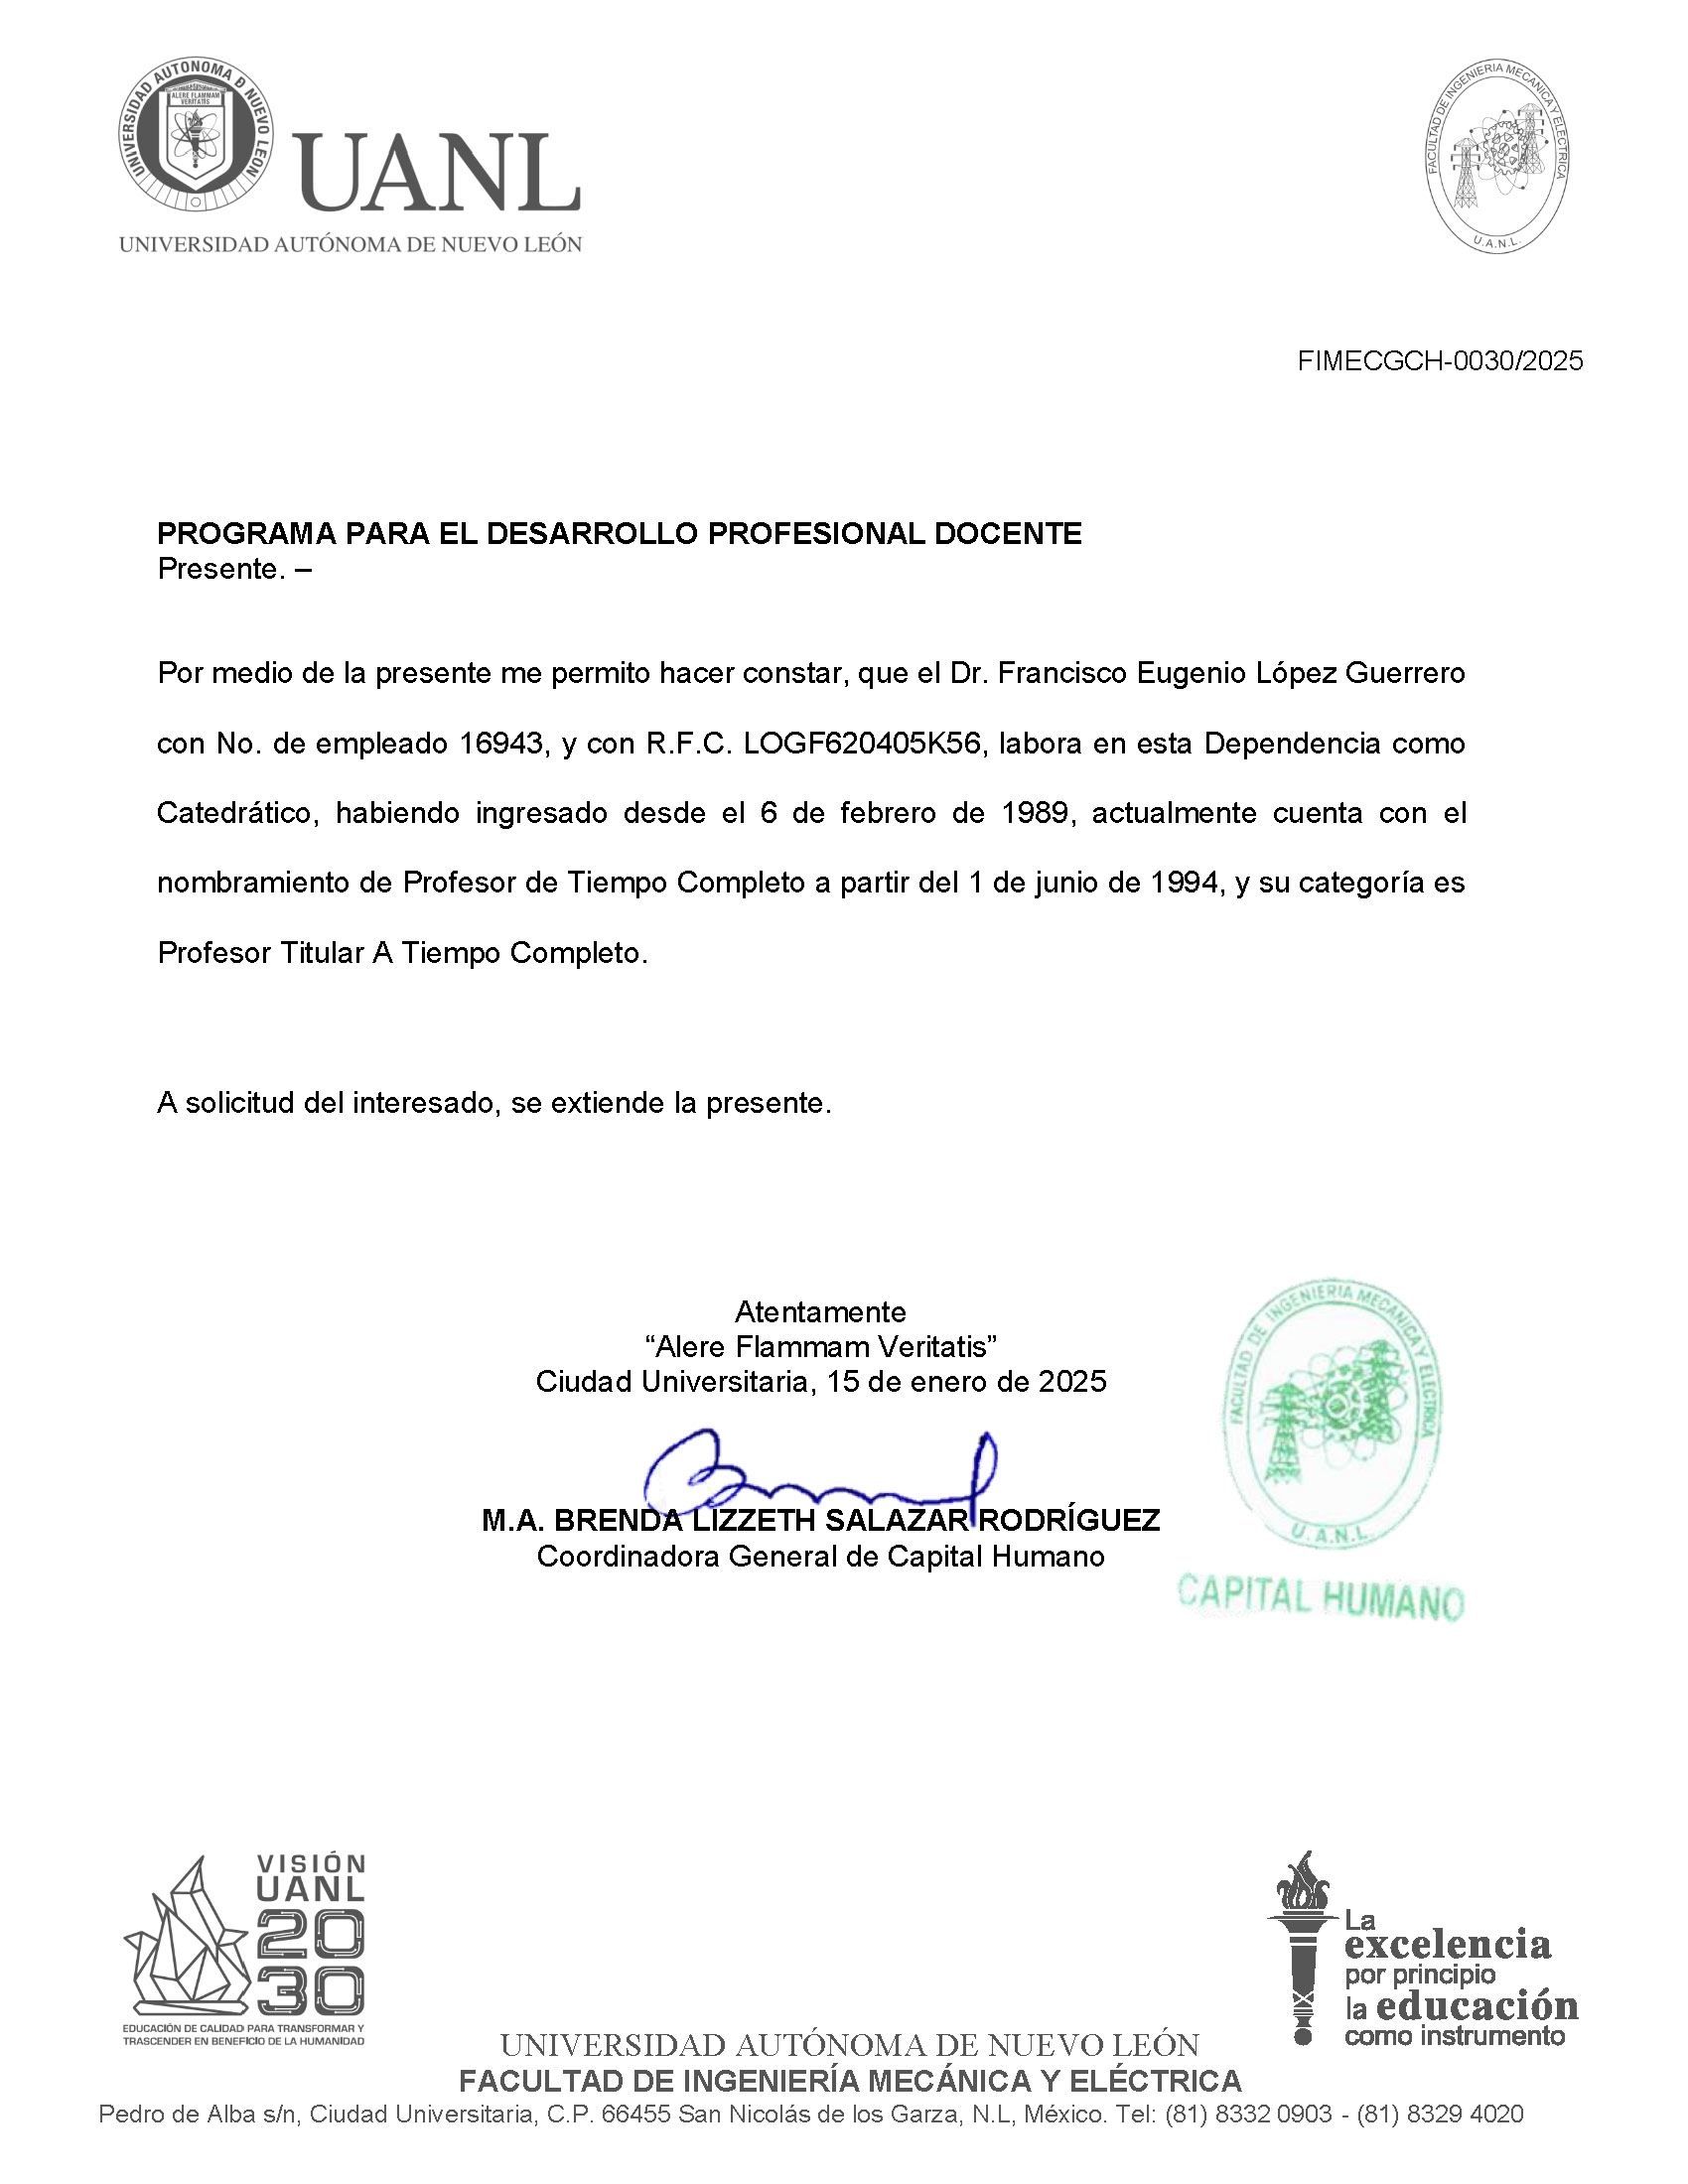 UNIVERSIDAD AUTONOMA Đ NUEVO LEON
ALERE FLAMMAM
VERITATIS
UANL
UNIVERSIDAD AUTÓNOMA DE NUEVO LEÓN
FACULTAD DE INGENIERIA MECANICA Y ELECTRICA
U.A.N.L.
FIMECGCH-0030/2025
PROGRAMA PARA EL DESARROLLO PROFESIONAL DOCENTE
Presente. –
Por medio de la presente me permito hacer constar, que el Dr. Francisco Eugenio López Guerrero
con No. de empleado 16943, y con R.F.C. LOGF620405K56, labora en esta Dependencia como
Catedrático, habiendo ingresado desde el 6 de febrero de 1989, actualmente cuenta con el
nombramiento de Profesor de Tiempo Completo a partir del 1 de junio de 1994, y su categoría es
Profesor Titular A Tiempo Completo.
A solicitud del interesado, se extiende la presente.
Atentamente
“Alere Flammam Veritatis”
Ciudad Universitaria, 15 de enero de 2025
M.A. BRENDA LIZZETH SALAZAR RODRÍGUEZ
Coordinadora General de Capital Humano
FACULTAD DE INGENIERIA MECANICA Y ELECTRICA
U.A.N.L.
CAPITAL HUMANO
VISIÓN
UANL
20
30
EDUCACIÓN DE CALIDAD PARA TRANSFORMAR Y
TRASCENDER EN BENEFICIO DE LA HUMANIDAD
La
excelencia
por principio
la educación
como instrumento
UNIVERSIDAD AUTÓNOMA DE NUEVO LEÓN
FACULTAD DE INGENIERÍA MECÁNICA Y ELÉCTRICA
Pedro de Alba s/n, Ciudad Universitaria, C.P. 66455 San Nicolás de los Garza, N.L, México. Tel: (81) 8332 0903 - (81) 8329 4020